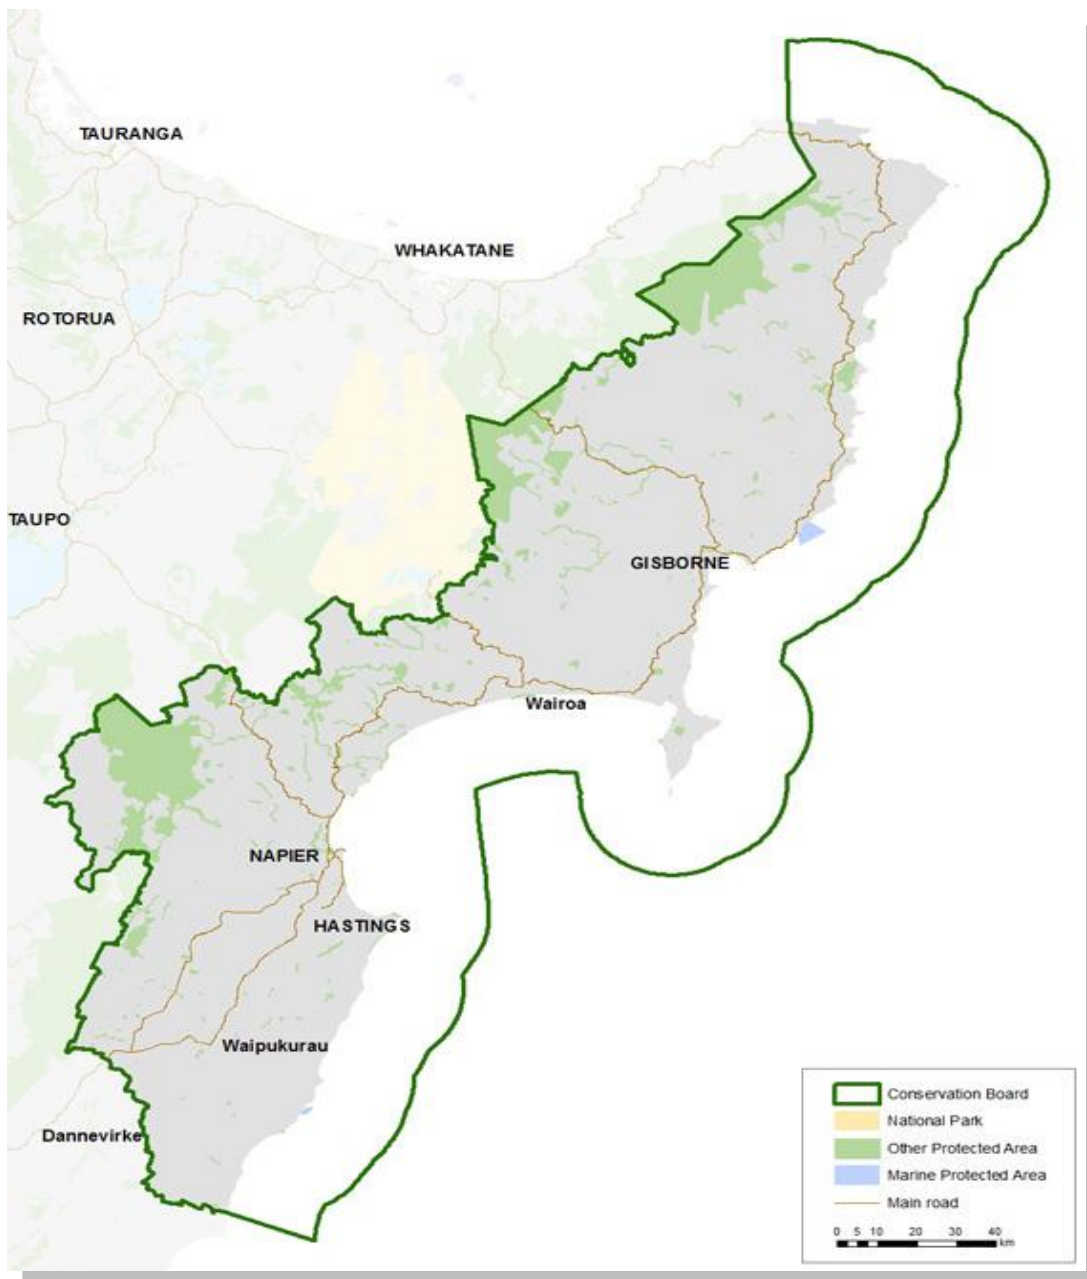 TAURANGA
WHAKATANE
ROTORUA
TAUPO
GISBORNE
Wairoa
NAPIER
HASTINGS
Waipukurau
Dannevirke
Conservation Board
National Park
Other Protected Area
Marine Protected Area
Main road
0 5 10 20 30 40
km